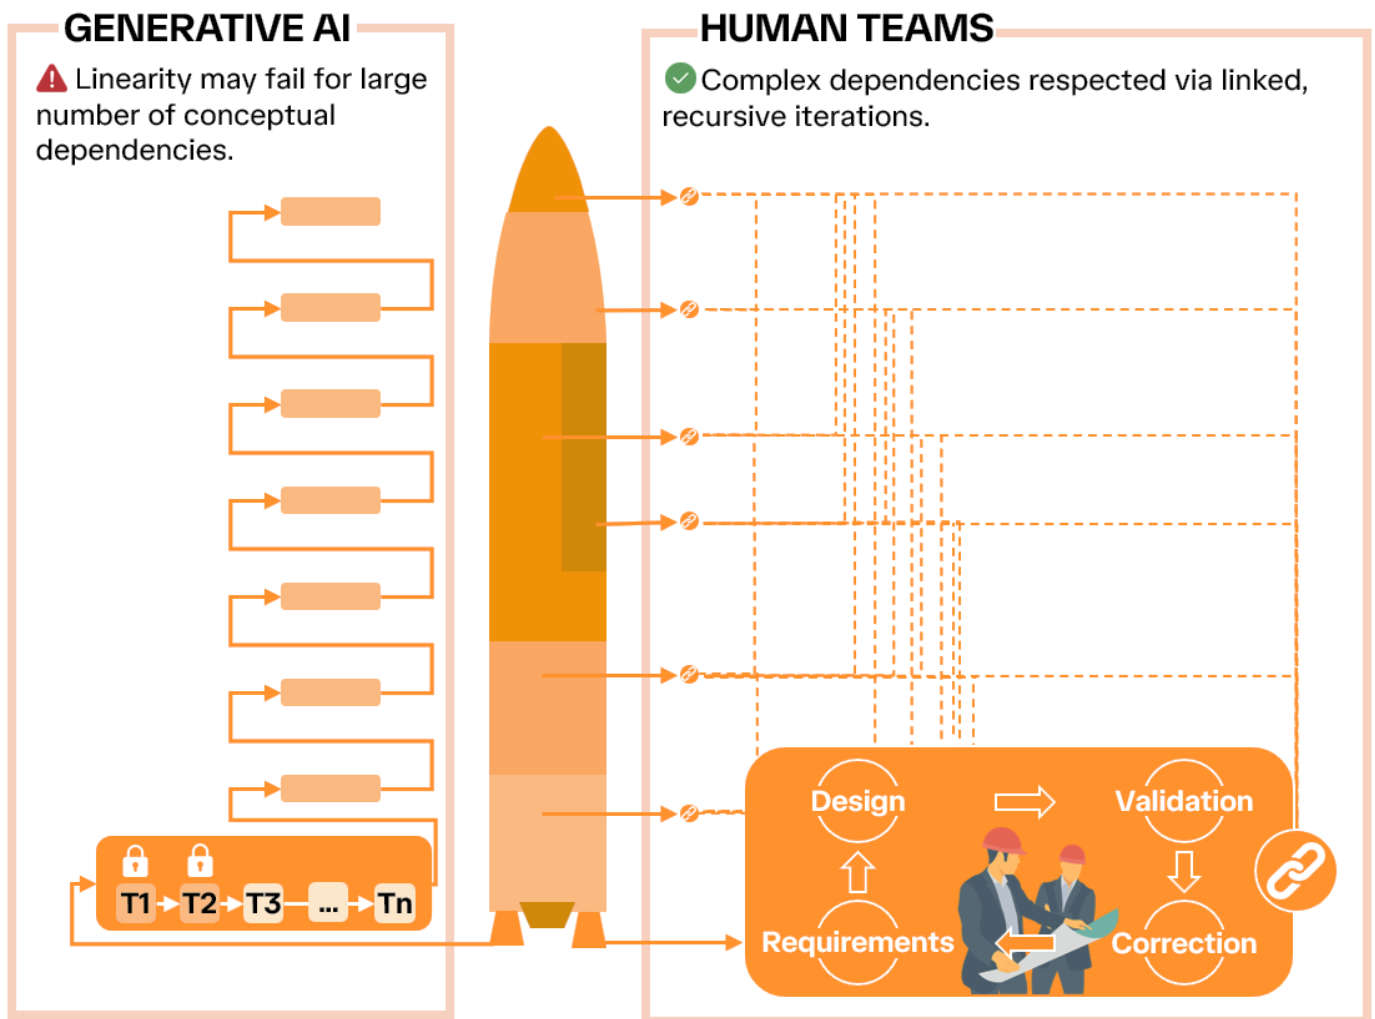 GENERATIVE AI
Linearity may fail for large
number of conceptual
dependencies.
T1
T2
T3
...
Tn
HUMAN TEAMS
Complex dependencies respected via linked,
recursive iterations.
Design
Validation
Requirements
Correction